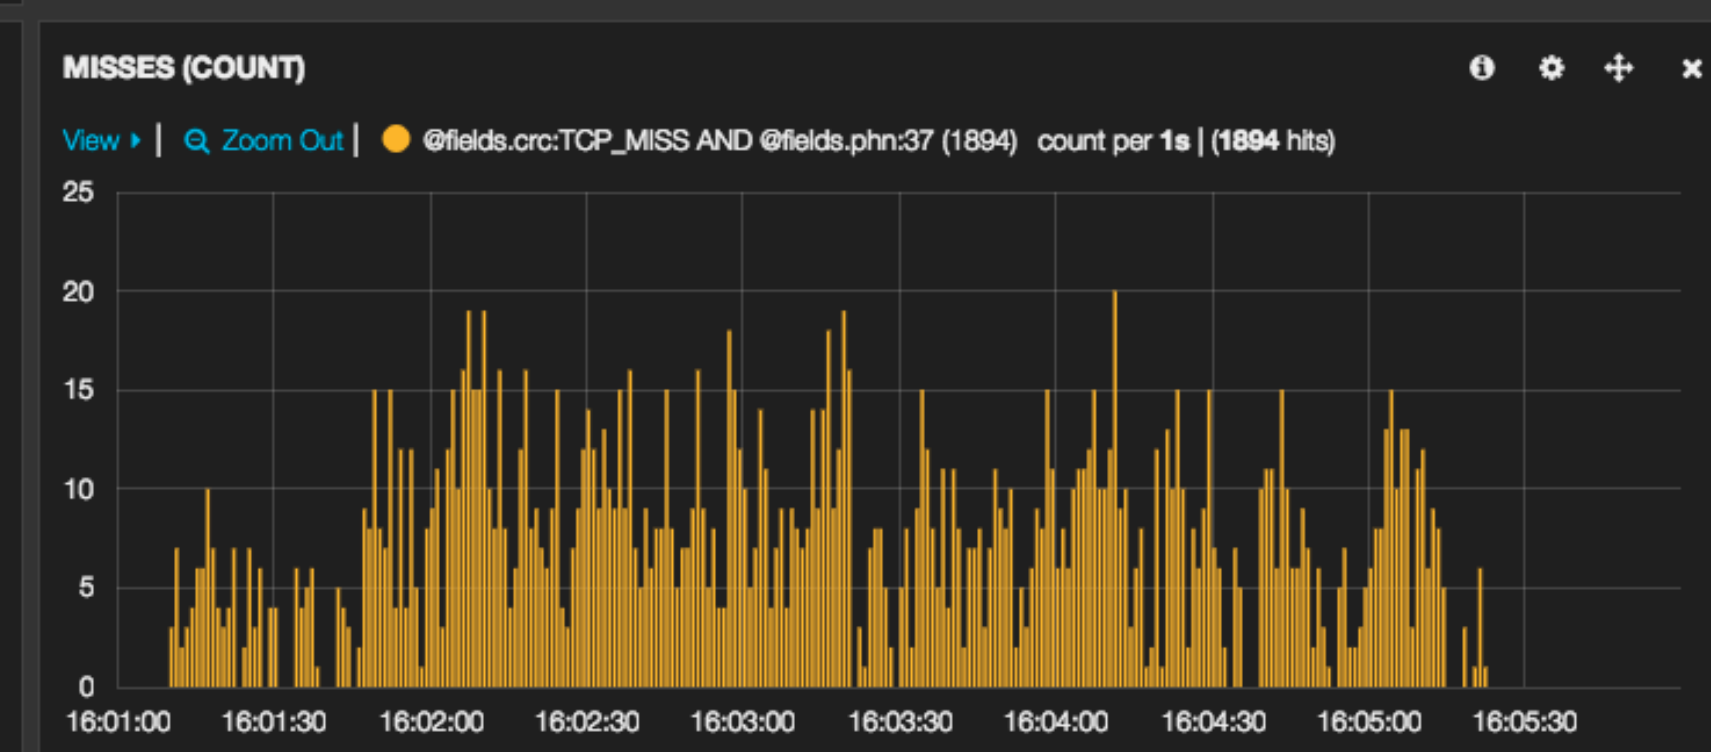 MISSES (COUNT)
View | Zoom Out | @fields.crc:TCP_MISS AND @fields.phn:37 (1894) count per 1s | (1894 hits)
25
20
15
10
5
0
16:01:00 16:01:30 16:02:00 16:02:30 16:03:00 16:03:30 16:04:00 16:04:30 16:05:00 16:05:30